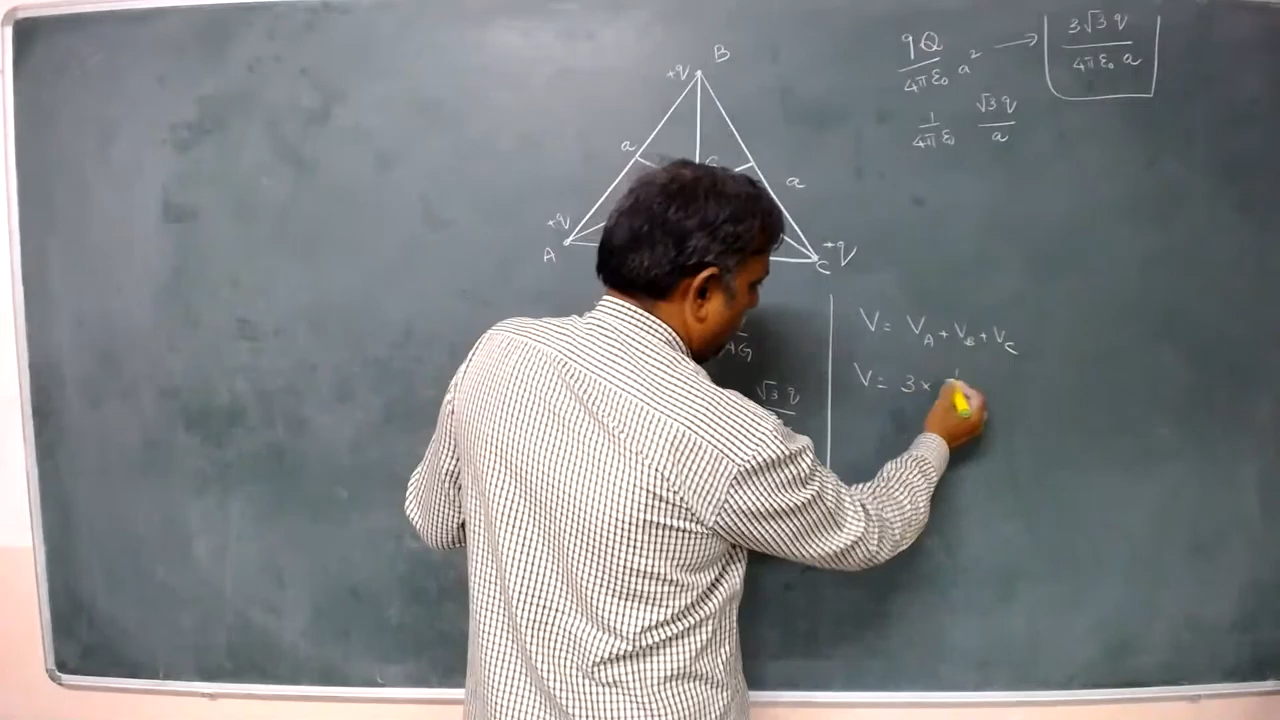 B
+q
a
G
a
+q
A
+q
C
AG
√3 q
9Q / 4πε₀ a² → 3√3 q / 4πε₀ a
1 / 4πε₀ √3 q / a
V = V_A + V_B + V_C
V = 3 ×